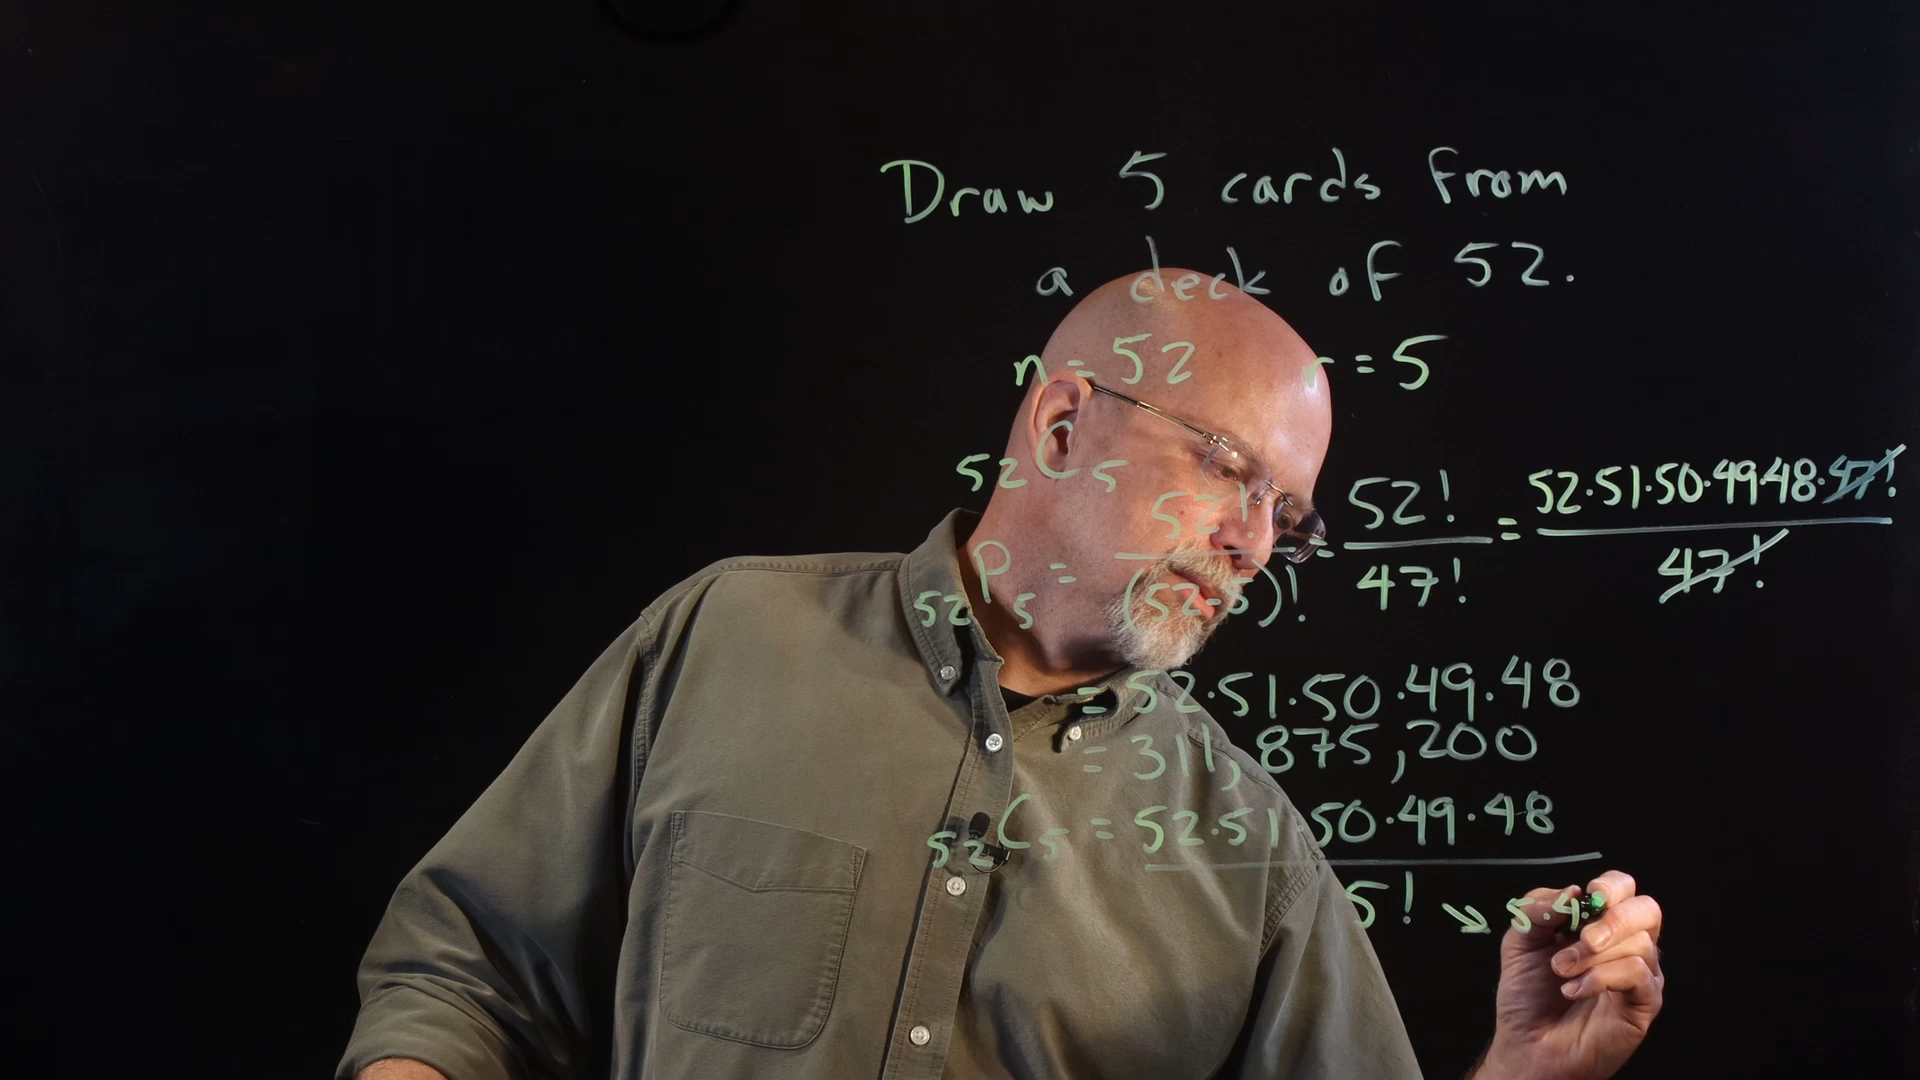 Draw 5 cards from
a deck of 52.
n = 52 r = 5
52C5
52P5 = 52!/(52-5)! = 52!/47! = 52·51·50·49·48·47!/47!
= 52·51·50·49·48
= 311,875,200
52C5 = 52·51·50·49·48
5! ↘ 5·4·